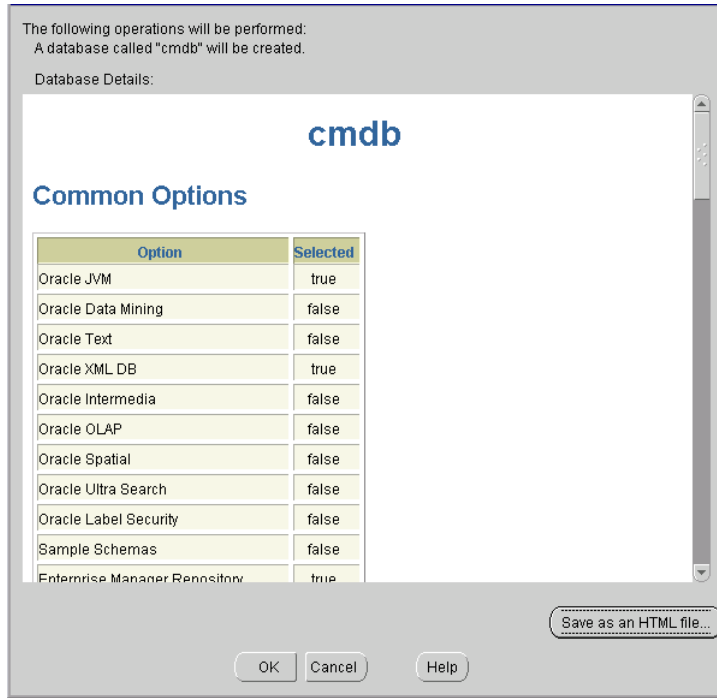 The following operations will be performed:
A database called "cmdb" will be created.
Database Details:
cmdb
Common Options
Option Selected
Oracle JVM true
Oracle Data Mining false
Oracle Text false
Oracle XML DB true
Oracle Intermedia false
Oracle OLAP false
Oracle Spatial false
Oracle Ultra Search false
Oracle Label Security false
Sample Schemas false
Enterprise Manager Repository true
Save as an HTML file...
OK Cancel Help